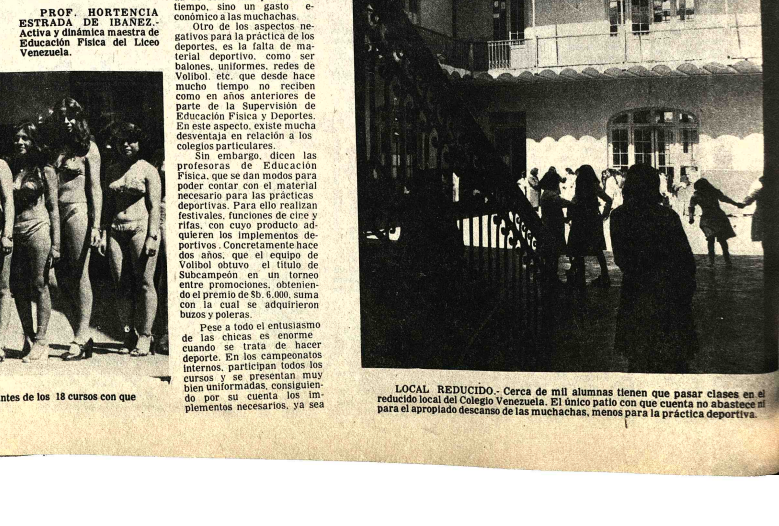 PROF. HORTENCIA
ESTRADA DE IBAÑEZ.-
Activa y dinámica maestra de
Educación Física del Liceo
Venezuela.
ntes de los 18 cursos con que
tiempo, sino un gasto e-
conómico a las muchachas.
Otro de los aspectos ne-
gativos para la práctica de los
deportes, es la falta de ma-
terial deportivo, como ser
balones, uniformes, redes de
Volibol, etc. que desde hace
mucho tiempo no reciben
como en años anteriores de
parte de la Supervisión de
Educación Física y Deportes.
En este aspecto, existe mucha
desventaja en relación a los
colegios particulares.
Sin embargo, dicen las
profesoras de Educación
Física, que se dan modos para
poder contar con el material
necesario para las prácticas
deportivas. Para ello realizan
festivales, funciones de cine y
rifas, con cuyo producto ad-
quieren los implementos de-
portivos. Concretamente hace
dos años, que el equipo de
Volibol obtuvo el título de
Subcampeón en un torneo
entre promociones, obtenien-
do el premio de $b. 6.000, suma
con la cual se adquirieron
buzos y poleras.
Pese a todo el entusiasmo
de las chicas es enorme
cuando se trata de hacer
deporte. En los campeonatos
internos, participan todos los
cursos y se presentan muy
bien uniformadas, consiguien-
do por su cuenta los im-
plementos necesarios, ya sea
LOCAL REDUCIDO.- Cerca de mil alumnas tienen que pasar clases en el
reducido local del Colegio Venezuela. El único patio con que cuenta no abastece ni
para el apropiado descanso de las muchachas, menos para la práctica deportiva.